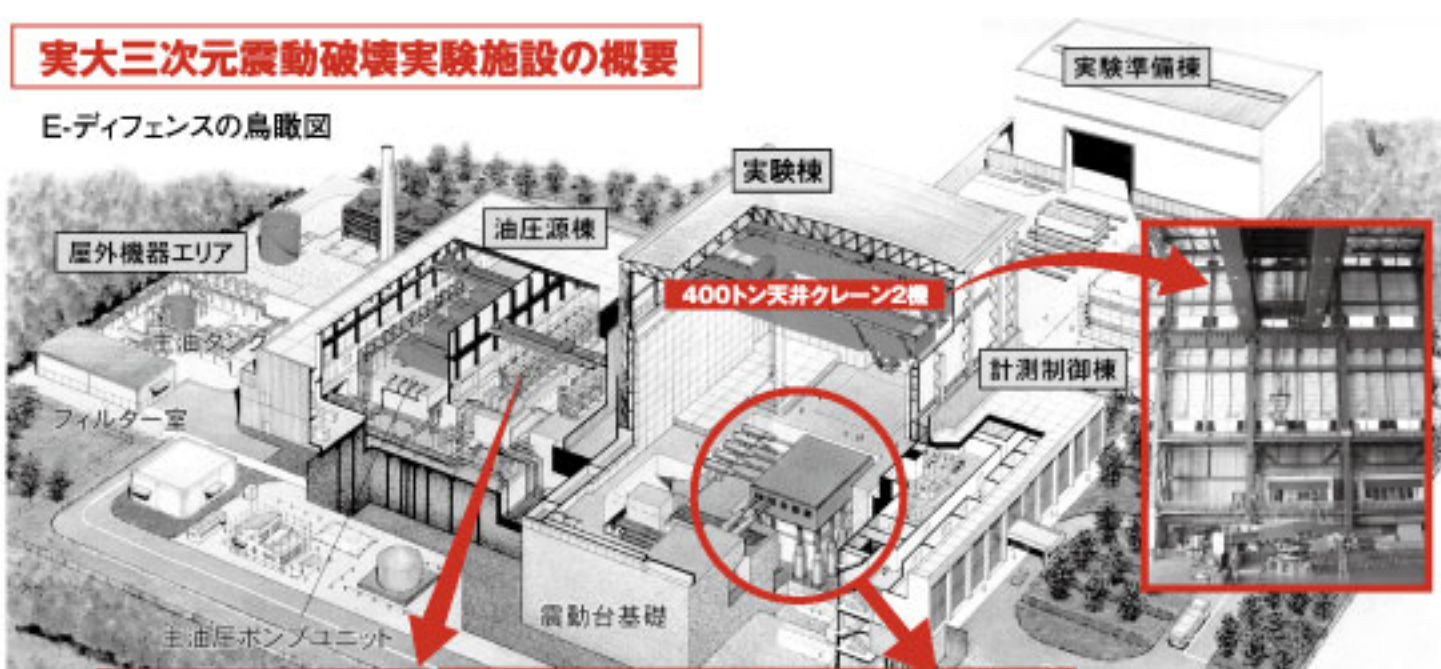 実大三次元震動破壊実験施設の概要
E-ディフェンスの鳥瞰図
実験準備棟
実験棟
油圧源棟
屋外機器エリア
400トン天井クレーン2機
主油タンク
計測制御棟
フィルター室
震動台基礎
主油圧ポンプユニット